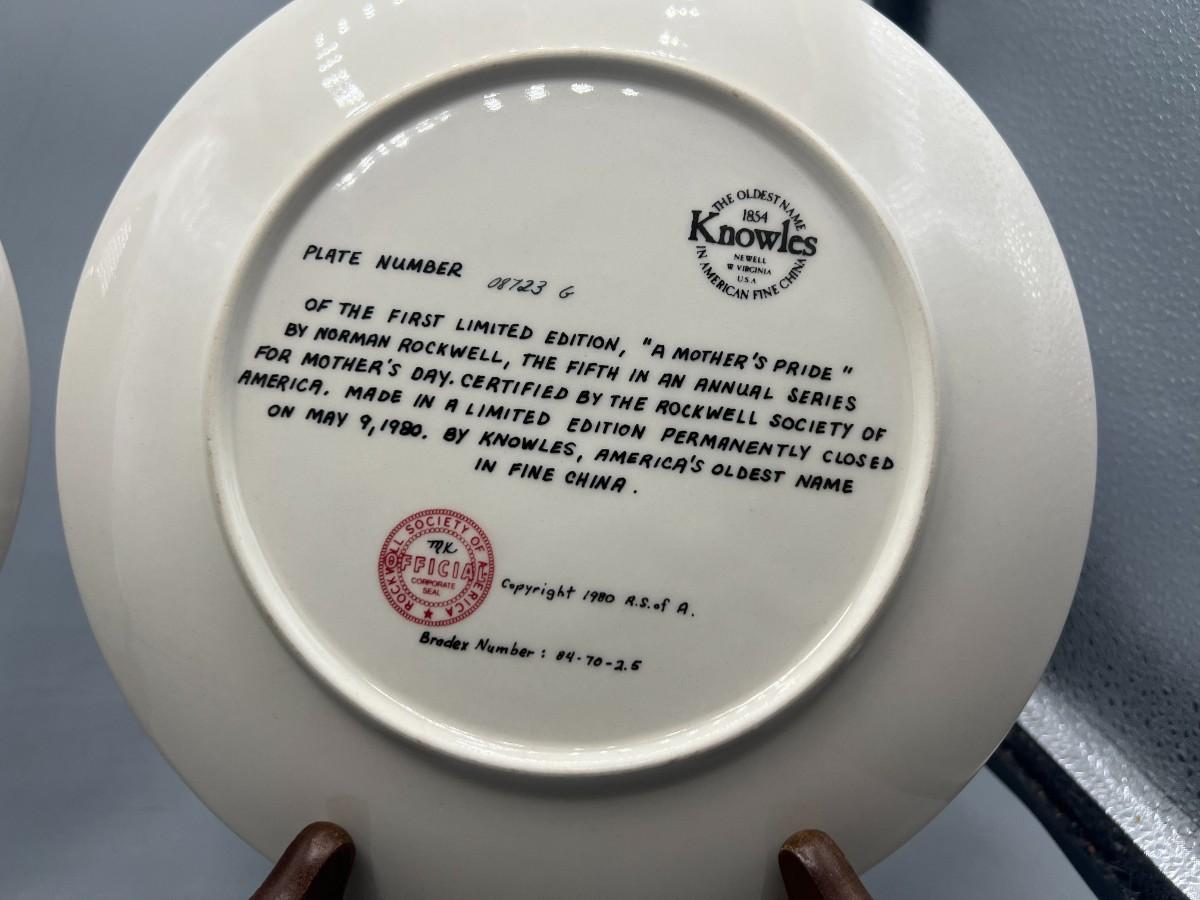 THE OLDEST NAME
1854
Knowles
NEWELL
W VIRGINIA
U.S.A
IN AMERICAN FINE CHINA
PLATE NUMBER 08723 G
OF THE FIRST LIMITED EDITION, "A MOTHER'S PRIDE"
BY NORMAN ROCKWELL, THE FIFTH IN AN ANNUAL SERIES
FOR MOTHER'S DAY. CERTIFIED BY THE ROCKWELL SOCIETY OF
AMERICA. MADE IN A LIMITED EDITION PERMANENTLY CLOSED
ON MAY 9, 1980. BY KNOWLES, AMERICA'S OLDEST NAME
IN FINE CHINA.
ROCKWELL SOCIETY OF AMERICA
MK
OFFICIAL
CORPORATE
SEAL
Copyright 1980 R.S. of A.
Bradex Number: 84-70-2.5